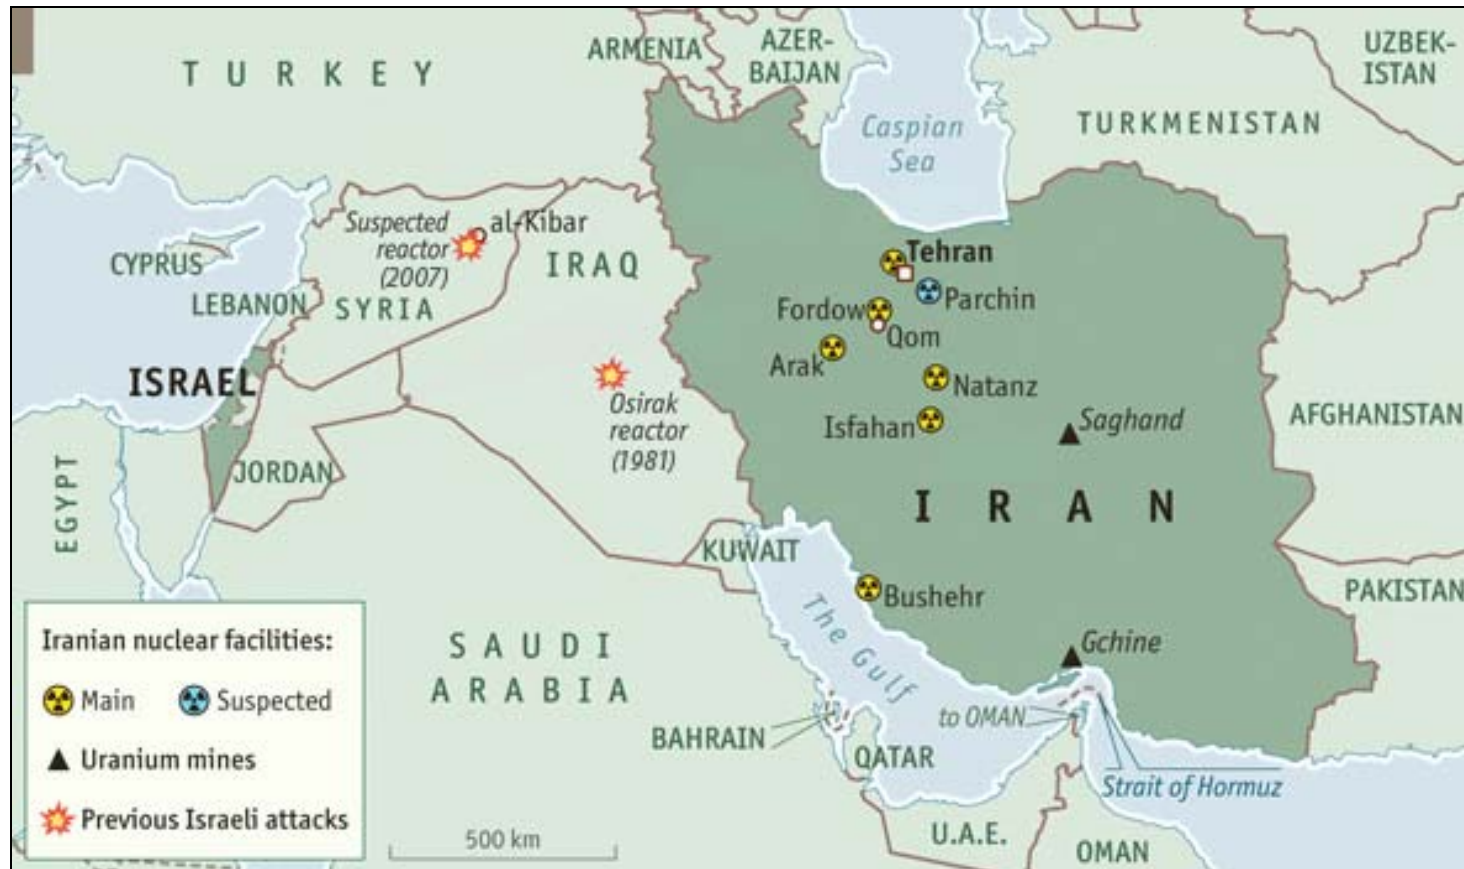 TURKEY
ARMENIA
AZER-
BAIJAN
UZBEK-
ISTAN
Caspian
Sea
TURKMENISTAN
Suspected
reactor
(2007)
al-Kibar
IRAQ
CYPRUS
LEBANON
SYRIA
Tehran
Parchin
Fordow
Qom
Arak
Natanz
Isfahan
ISRAEL
Osirak
reactor
(1981)
Saghand
AFGHANISTAN
JORDAN
EGYPT
IRAN
KUWAIT
Bushehr
PAKISTAN
The Gulf
Gchine
SAUDI
ARABIA
to OMAN
BAHRAIN
QATAR
Strait of Hormuz
U.A.E.
OMAN
Iranian nuclear facilities:
Main Suspected
Uranium mines
Previous Israeli attacks
500 km